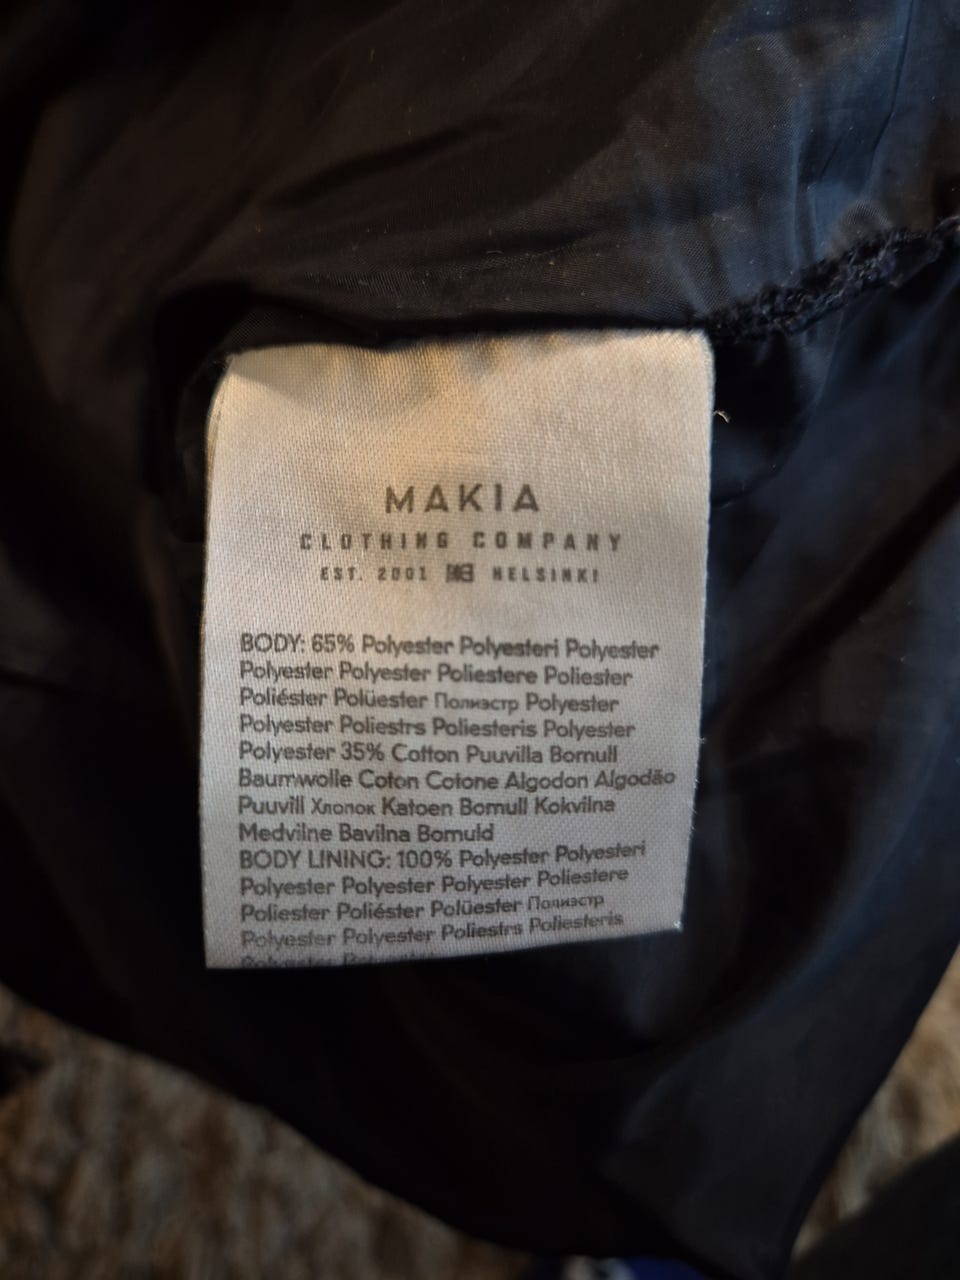 MAKIA
CLOTHING COMPANY
EST. 2001 HELSINKI
BODY: 65% Polyester Polyesteri Polyester
Polyester Polyester Poliestere Poliester
Poliéster Polüester Полиэстр Polyester
Polyester Poliestrs Poliesteris Polyester
Polyester 35% Cotton Puuvilla Bomull
Baumwolle Coton Cotone Algodon Algodão
Puuvill Хлопок Katoen Bomull Kokvilna
Medvilne Bavilna Bomuld
BODY LINING: 100% Polyester Polyesteri
Polyester Polyester Polyester Poliestere
Poliester Poliéster Polüester Полиэстр
Polyester Polyester Poliestrs Poliesteris